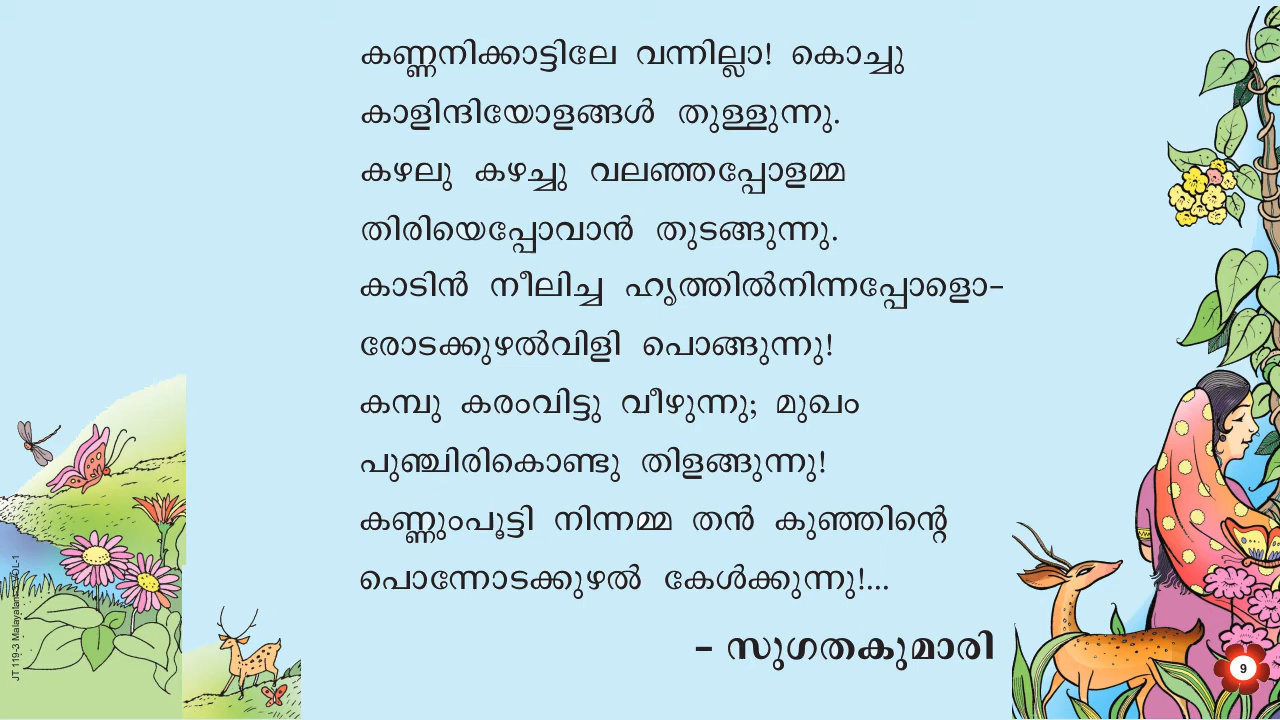 കണ്ണനിക്കാട്ടിലേ വന്നില്ലാ! കൊച്ചു
കാളിന്ദിയോളങ്ങൾ തുള്ളുന്നു.
കഴലു കഴച്ചു വലഞ്ഞപ്പോളമ്മ
തിരിയെപ്പോവാൻ തുടങ്ങുന്നു.
കാടിൻ നീലിച്ച ഹൃത്തിൽനിന്നപ്പോളൊ-
രോടക്കുഴൽവിളി പൊങ്ങുന്നു!
കമ്പു കരംവിട്ടു വീഴുന്നു; മുഖം
പുഞ്ചിരികൊണ്ടു തിളങ്ങുന്നു!
കണ്ണുംപൂട്ടി നിന്നമ്മ തൻ കുഞ്ഞിന്റെ
പൊന്നോടക്കുഴൽ കേൾക്കുന്നു!...
– സുഗതകുമാരി
9